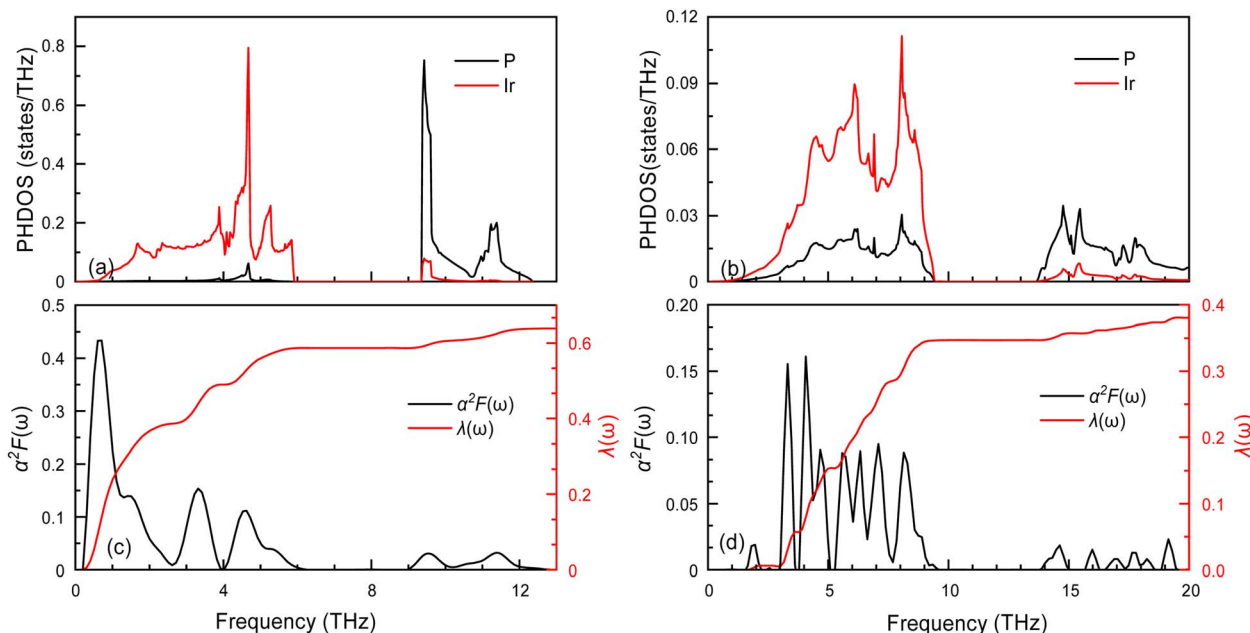 PHDOS (states/THz)
0.8
0.6
0.4
0.2
0
P
Ir
(a)
PHDOS(states/THz)
0.12
0.09
0.06
0.03
0
P
Ir
(b)
α²F(ω)
0.5
0.4
0.3
0.2
0.1
0
α²F(ω)
λ(ω)
(c)
0.6
0.4
0.2
0
λ(ω)
0 4 8 12
Frequency (THz)
α²F(ω)
0.20
0.15
0.10
0.05
0
α²F(ω)
λ(ω)
(d)
0.4
0.3
0.2
0.1
0.0
λ(ω)
0 5 10 15 20
Frequency (THz)